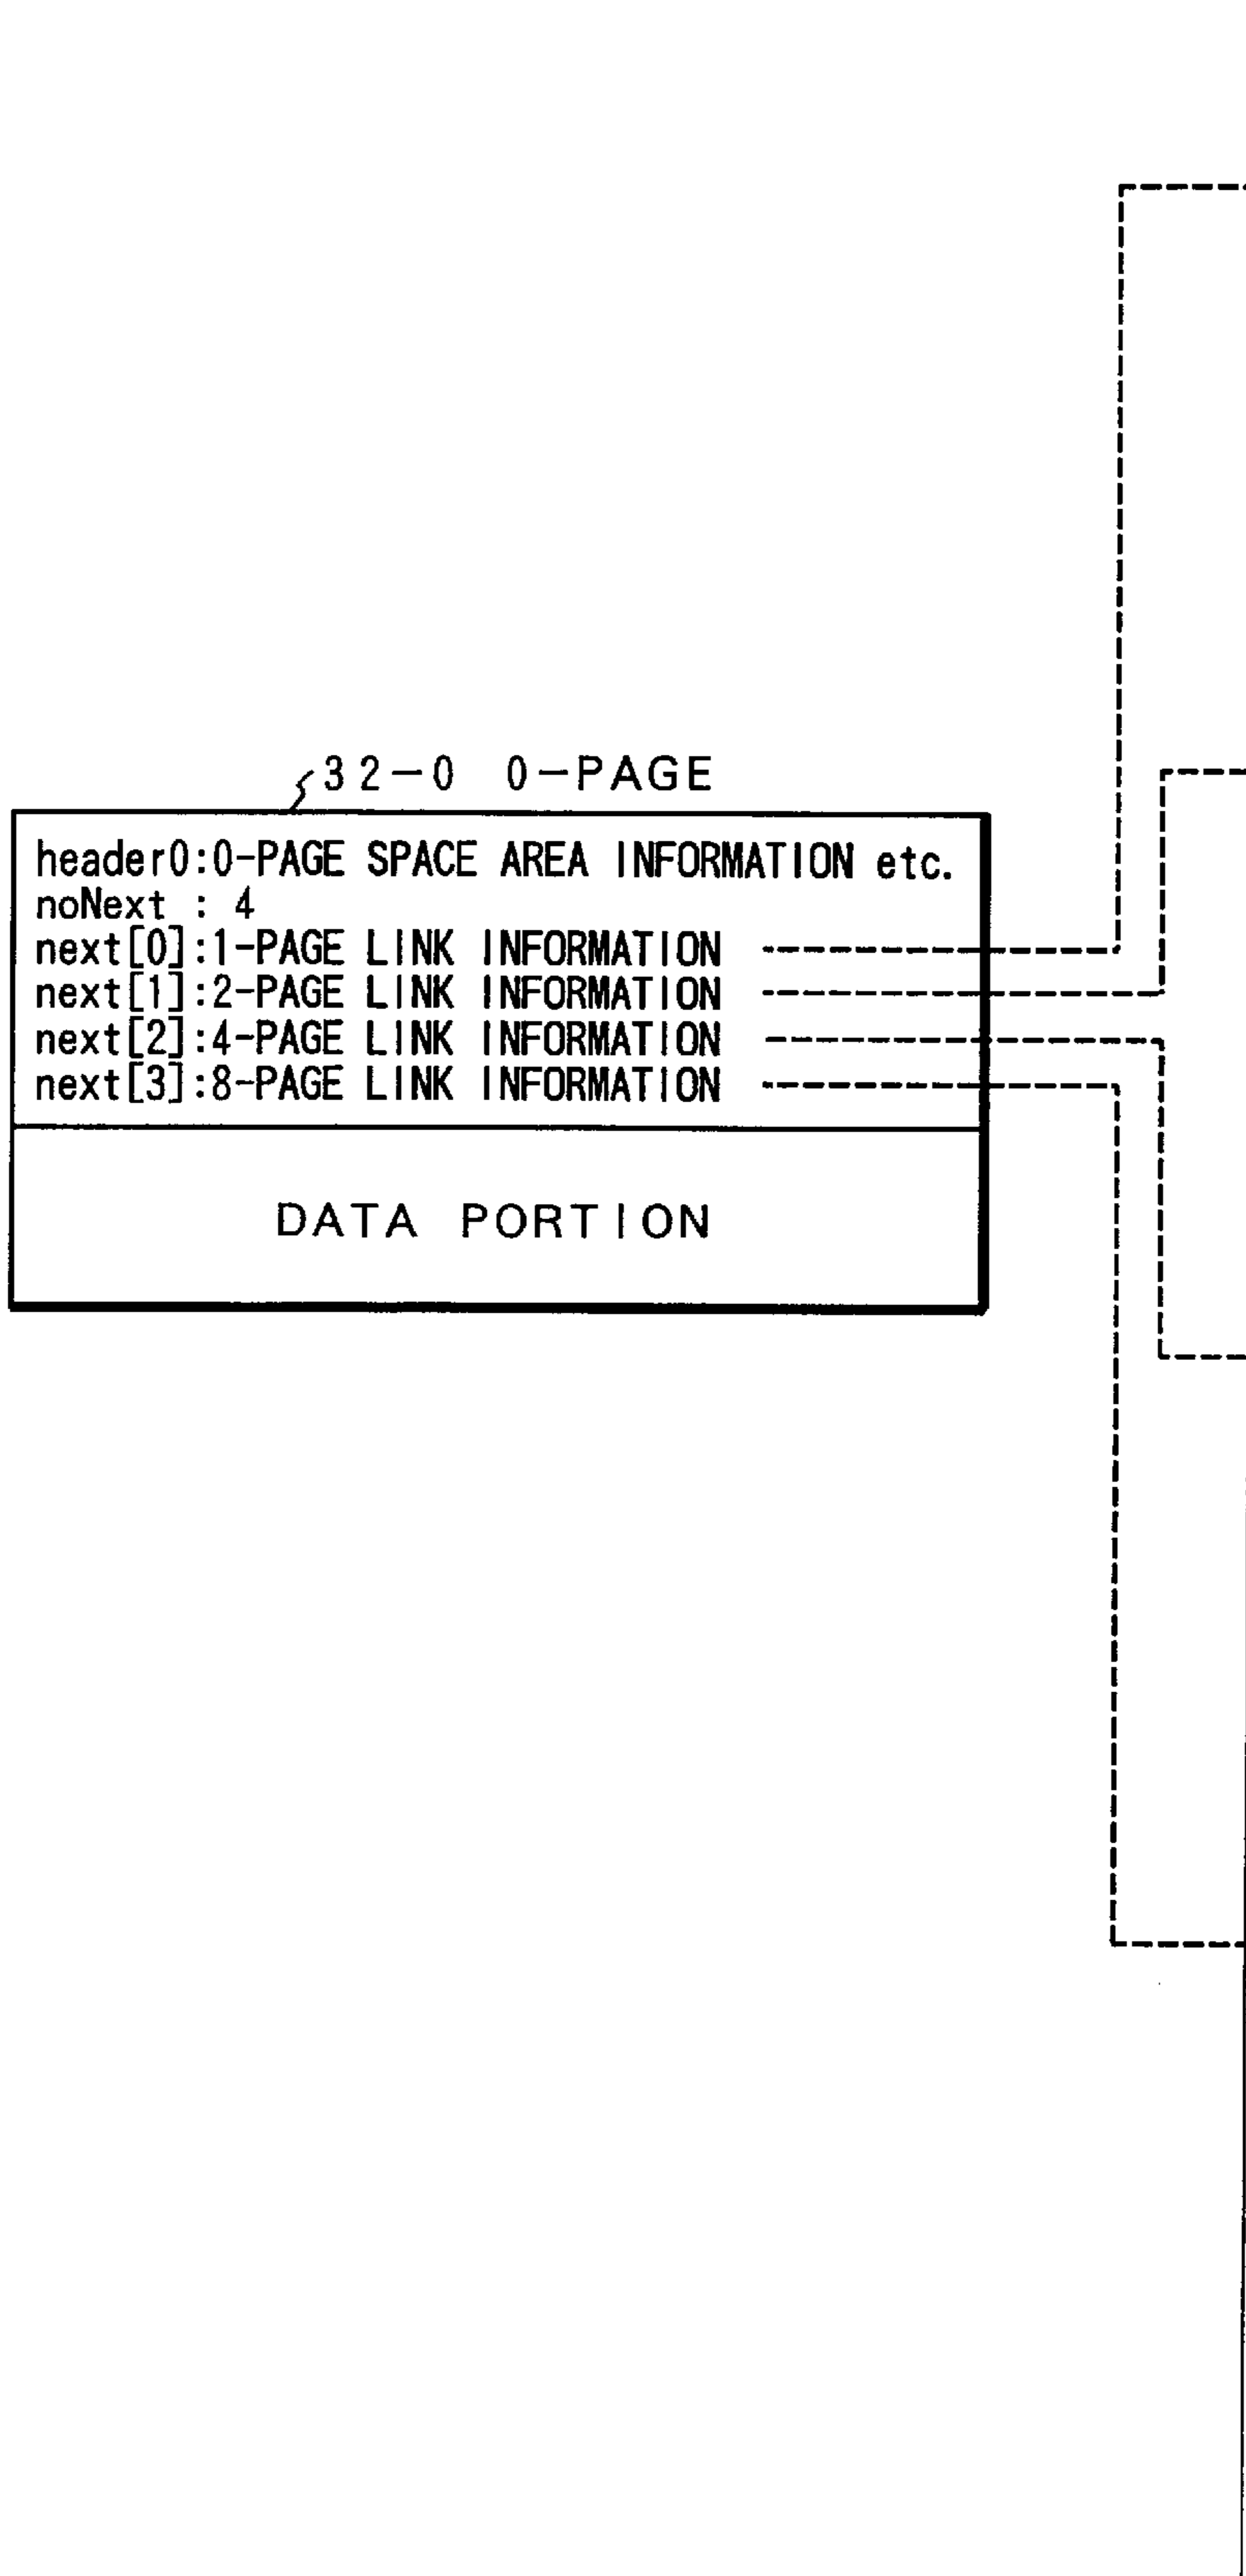 32-0 0-PAGE
header0:0-PAGE SPACE AREA INFORMATION etc.
noNext : 4
next[0]:1-PAGE LINK INFORMATION
next[1]:2-PAGE LINK INFORMATION
next[2]:4-PAGE LINK INFORMATION
next[3]:8-PAGE LINK INFORMATION
DATA PORTION